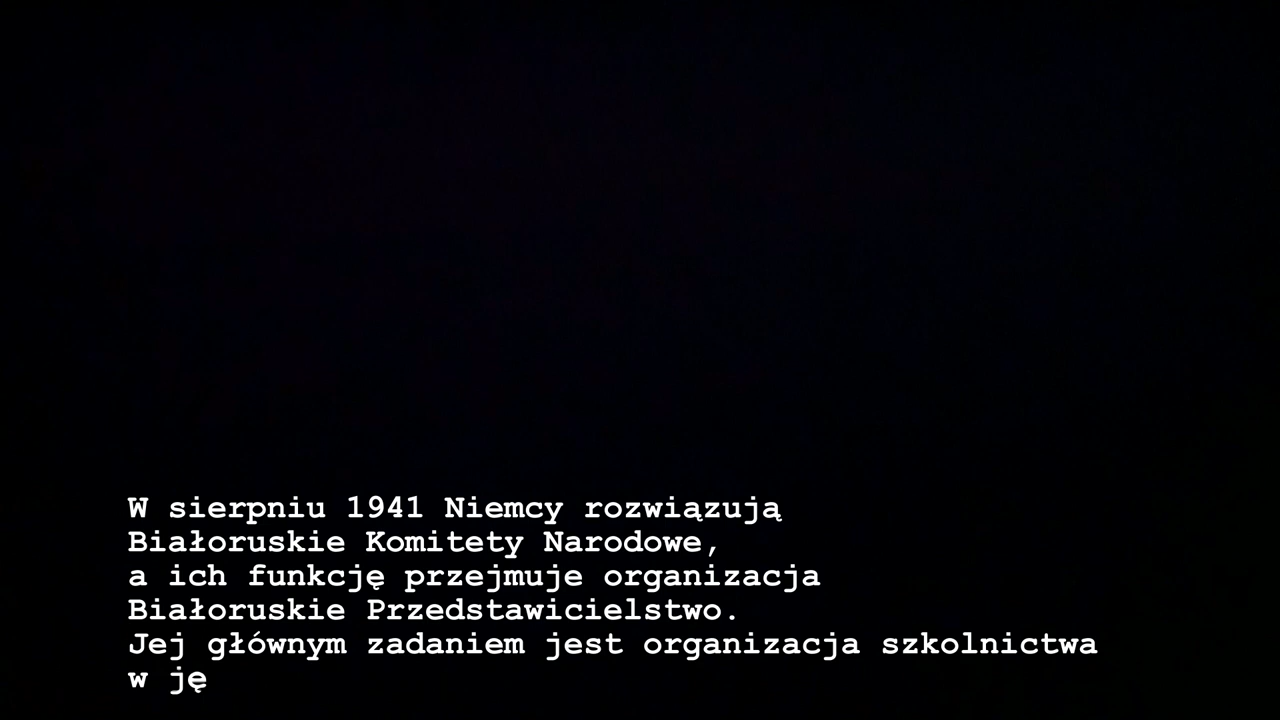 W sierpniu 1941 Niemcy rozwiązują
Białoruskie Komitety Narodowe,
a ich funkcję przejmuje organizacja
Białoruskie Przedstawicielstwo.
Jej głównym zadaniem jest organizacja szkolnictwa
w ję